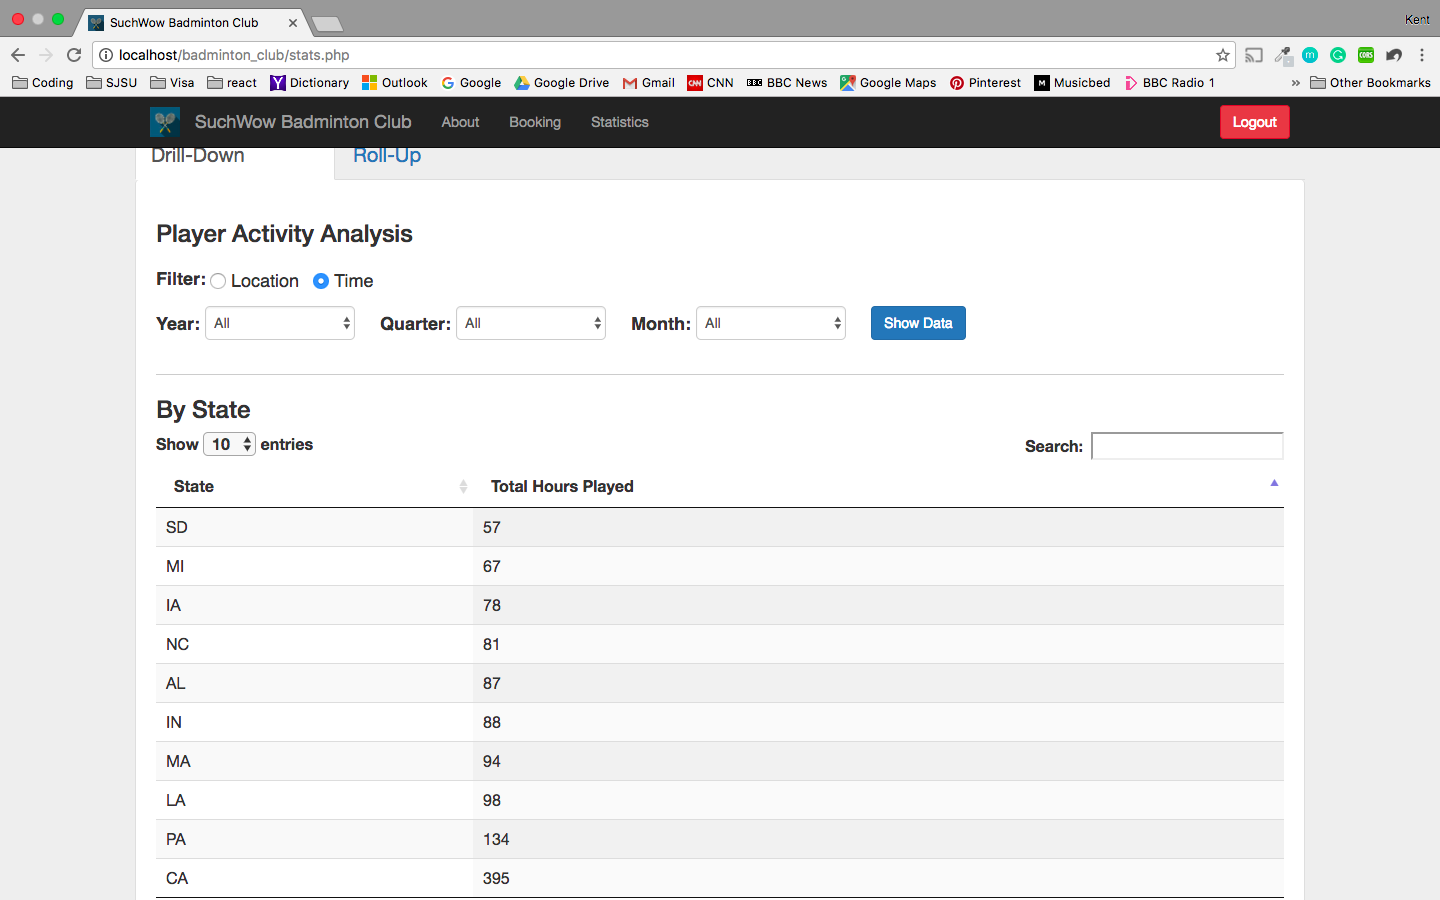 SuchWow Badminton Club
Kent
localhost/badminton_club/stats.php
Coding SJSU Visa react Dictionary Outlook Google Google Drive Gmail CNN BBC News Google Maps Pinterest Musicbed BBC Radio 1 » Other Bookmarks
SuchWow Badminton Club About Booking Statistics Logout
Drill-Down Roll-Up
Player Activity Analysis
Filter: Location Time
Year: All Quarter: All Month: All Show Data
By State
Show 10 entries Search:
State Total Hours Played
SD 57
MI 67
IA 78
NC 81
AL 87
IN 88
MA 94
LA 98
PA 134
CA 395